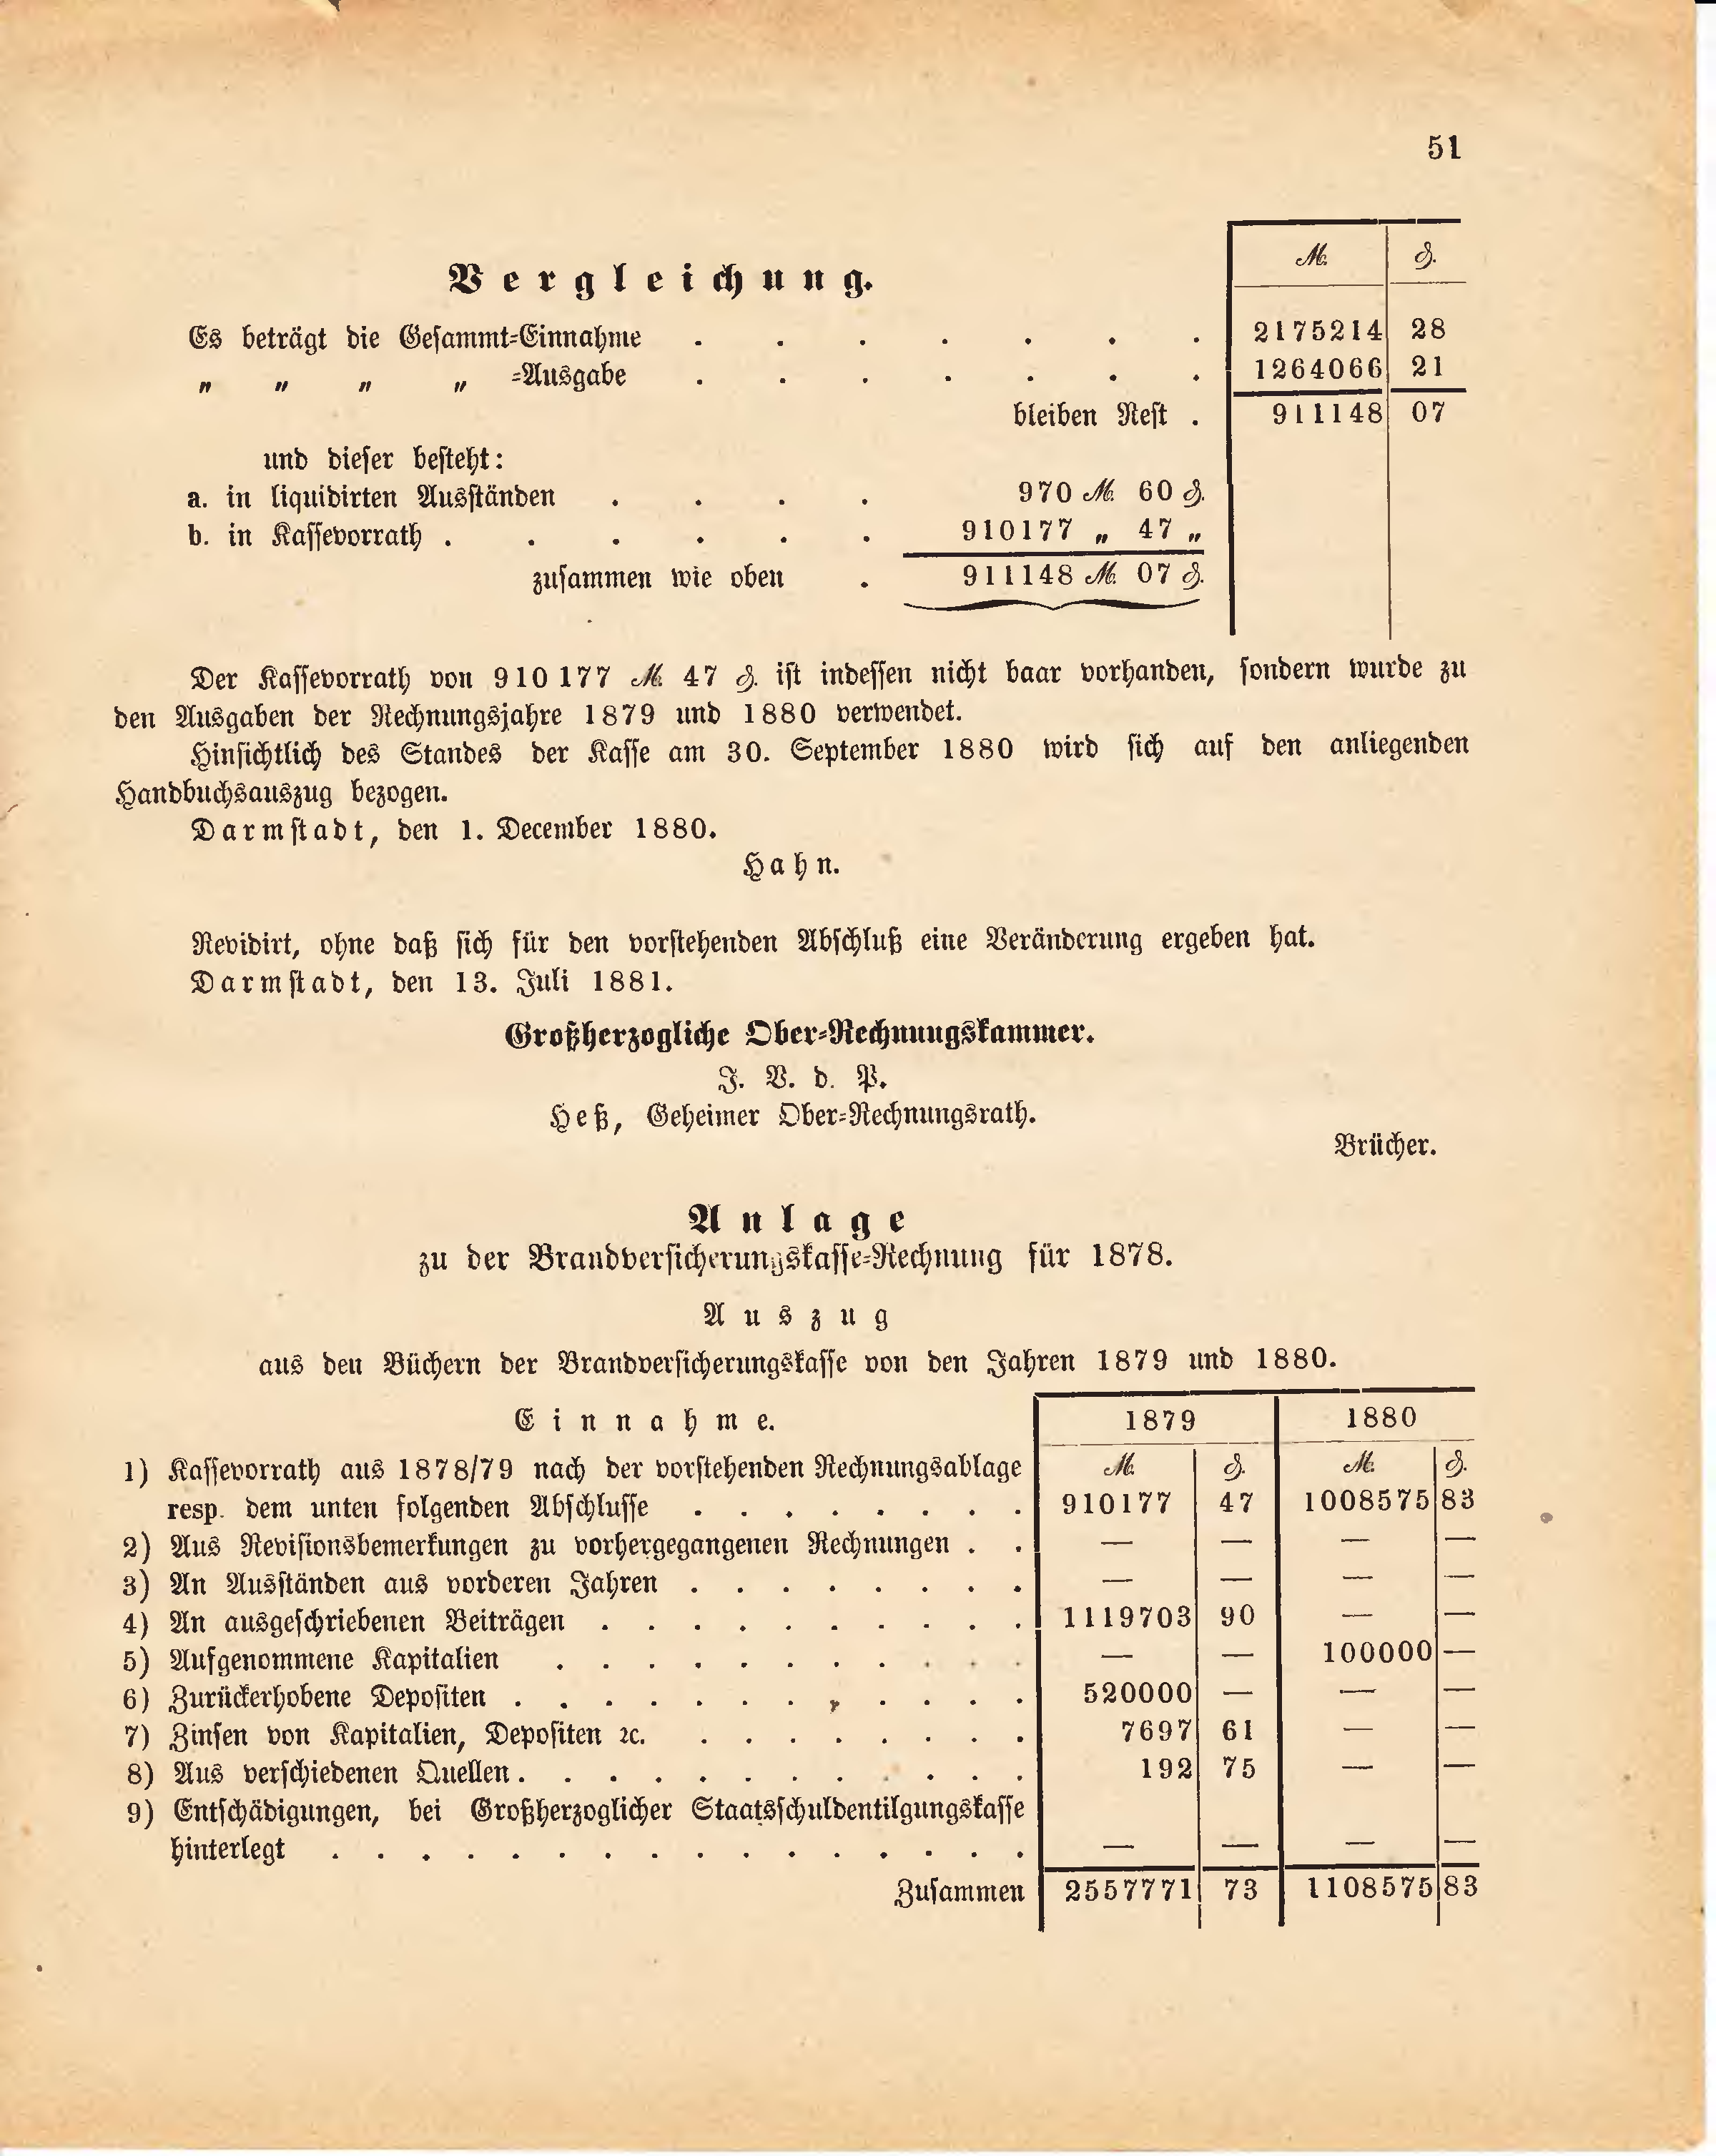 51
M. ₰.
Vergleichung.
Es beträgt die Gesammt-Einnahme . . . . . . . 2175214 28
„ „ „ „ -Ausgabe . . . . . . . 1264066 21
bleiben Rest . 911148 07
und dieser besteht:
a. in liquidirten Ausständen . . . . 970 M. 60 ₰.
b. in Kassevorrath . . . . . . 910177 „ 47 „
zusammen wie oben . 911148 M. 07 ₰.
Der Kassevorrath von 910 177 M. 47 ₰. ist indessen nicht baar vorhanden, sondern wurde zu
den Ausgaben der Rechnungsjahre 1879 und 1880 verwendet.
Hinsichtlich des Standes der Kasse am 30. September 1880 wird sich auf den anliegenden
Handbuchsauszug bezogen.
Darmstadt, den 1. December 1880.
Hahn.
Revidirt, ohne daß sich für den vorstehenden Abschluß eine Veränderung ergeben hat.
Darmstadt, den 13. Juli 1881.
Großherzogliche Ober-Rechnungskammer.
J. V. d. P.
Heß, Geheimer Ober-Rechnungsrath.
Brücher.
Anlage
zu der Brandversicherungskasse-Rechnung für 1878.
Auszug
aus den Büchern der Brandversicherungskasse von den Jahren 1879 und 1880.
Einnahme. 1879 1880
1) Kassevorrath aus 1878/79 nach der vorstehenden Rechnungsablage M. ₰. M. ₰.
resp. dem unten folgenden Abschlusse . . . . . . . . 910177 47 1008575 83
2) Aus Revisionsbemerkungen zu vorhergegangenen Rechnungen . . — — — —
3) An Ausständen aus vorderen Jahren . . . . . . . . — — — —
4) An ausgeschriebenen Beiträgen . . . . . . . . . . 1119703 90 — —
5) Aufgenommene Kapitalien . . . . . . . . . . . — — 100000 —
6) Zurückerhobene Depositen . . . . . . . . . . . . 520000 — — —
7) Zinsen von Kapitalien, Depositen ꝛc. . . . . . . . . 7697 61 — —
8) Aus verschiedenen Quellen . . . . . . . . . . . . 192 75 — —
9) Entschädigungen, bei Großherzoglicher Staatsschuldentilgungskasse
hinterlegt . . . . . . . . . . . . . . . . — — — —
Zusammen 2557771 73 1108575 83